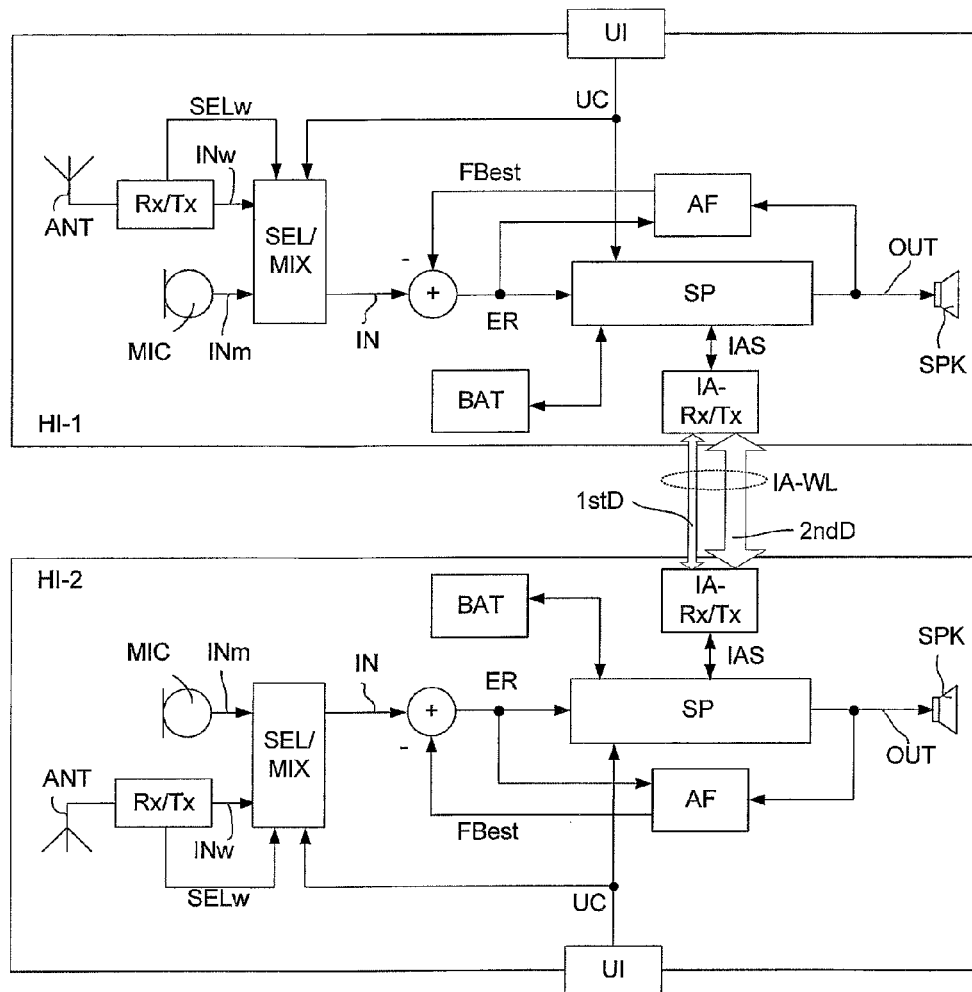 UI
UC
SELw
INw
FBest
ANT
Rx/Tx
AF
SEL/
MIX
OUT
-
+
SP
MIC
INm
IN
ER
IAS
SPK
BAT
IA-
Rx/Tx
HI-1
IA-WL
1stD
2ndD
HI-2
IA-
Rx/Tx
BAT
SPK
MIC
INm
IN
ER
IAS
+
SP
-
SEL/
MIX
OUT
ANT
Rx/Tx
AF
INw
FBest
SELw
UC
UI